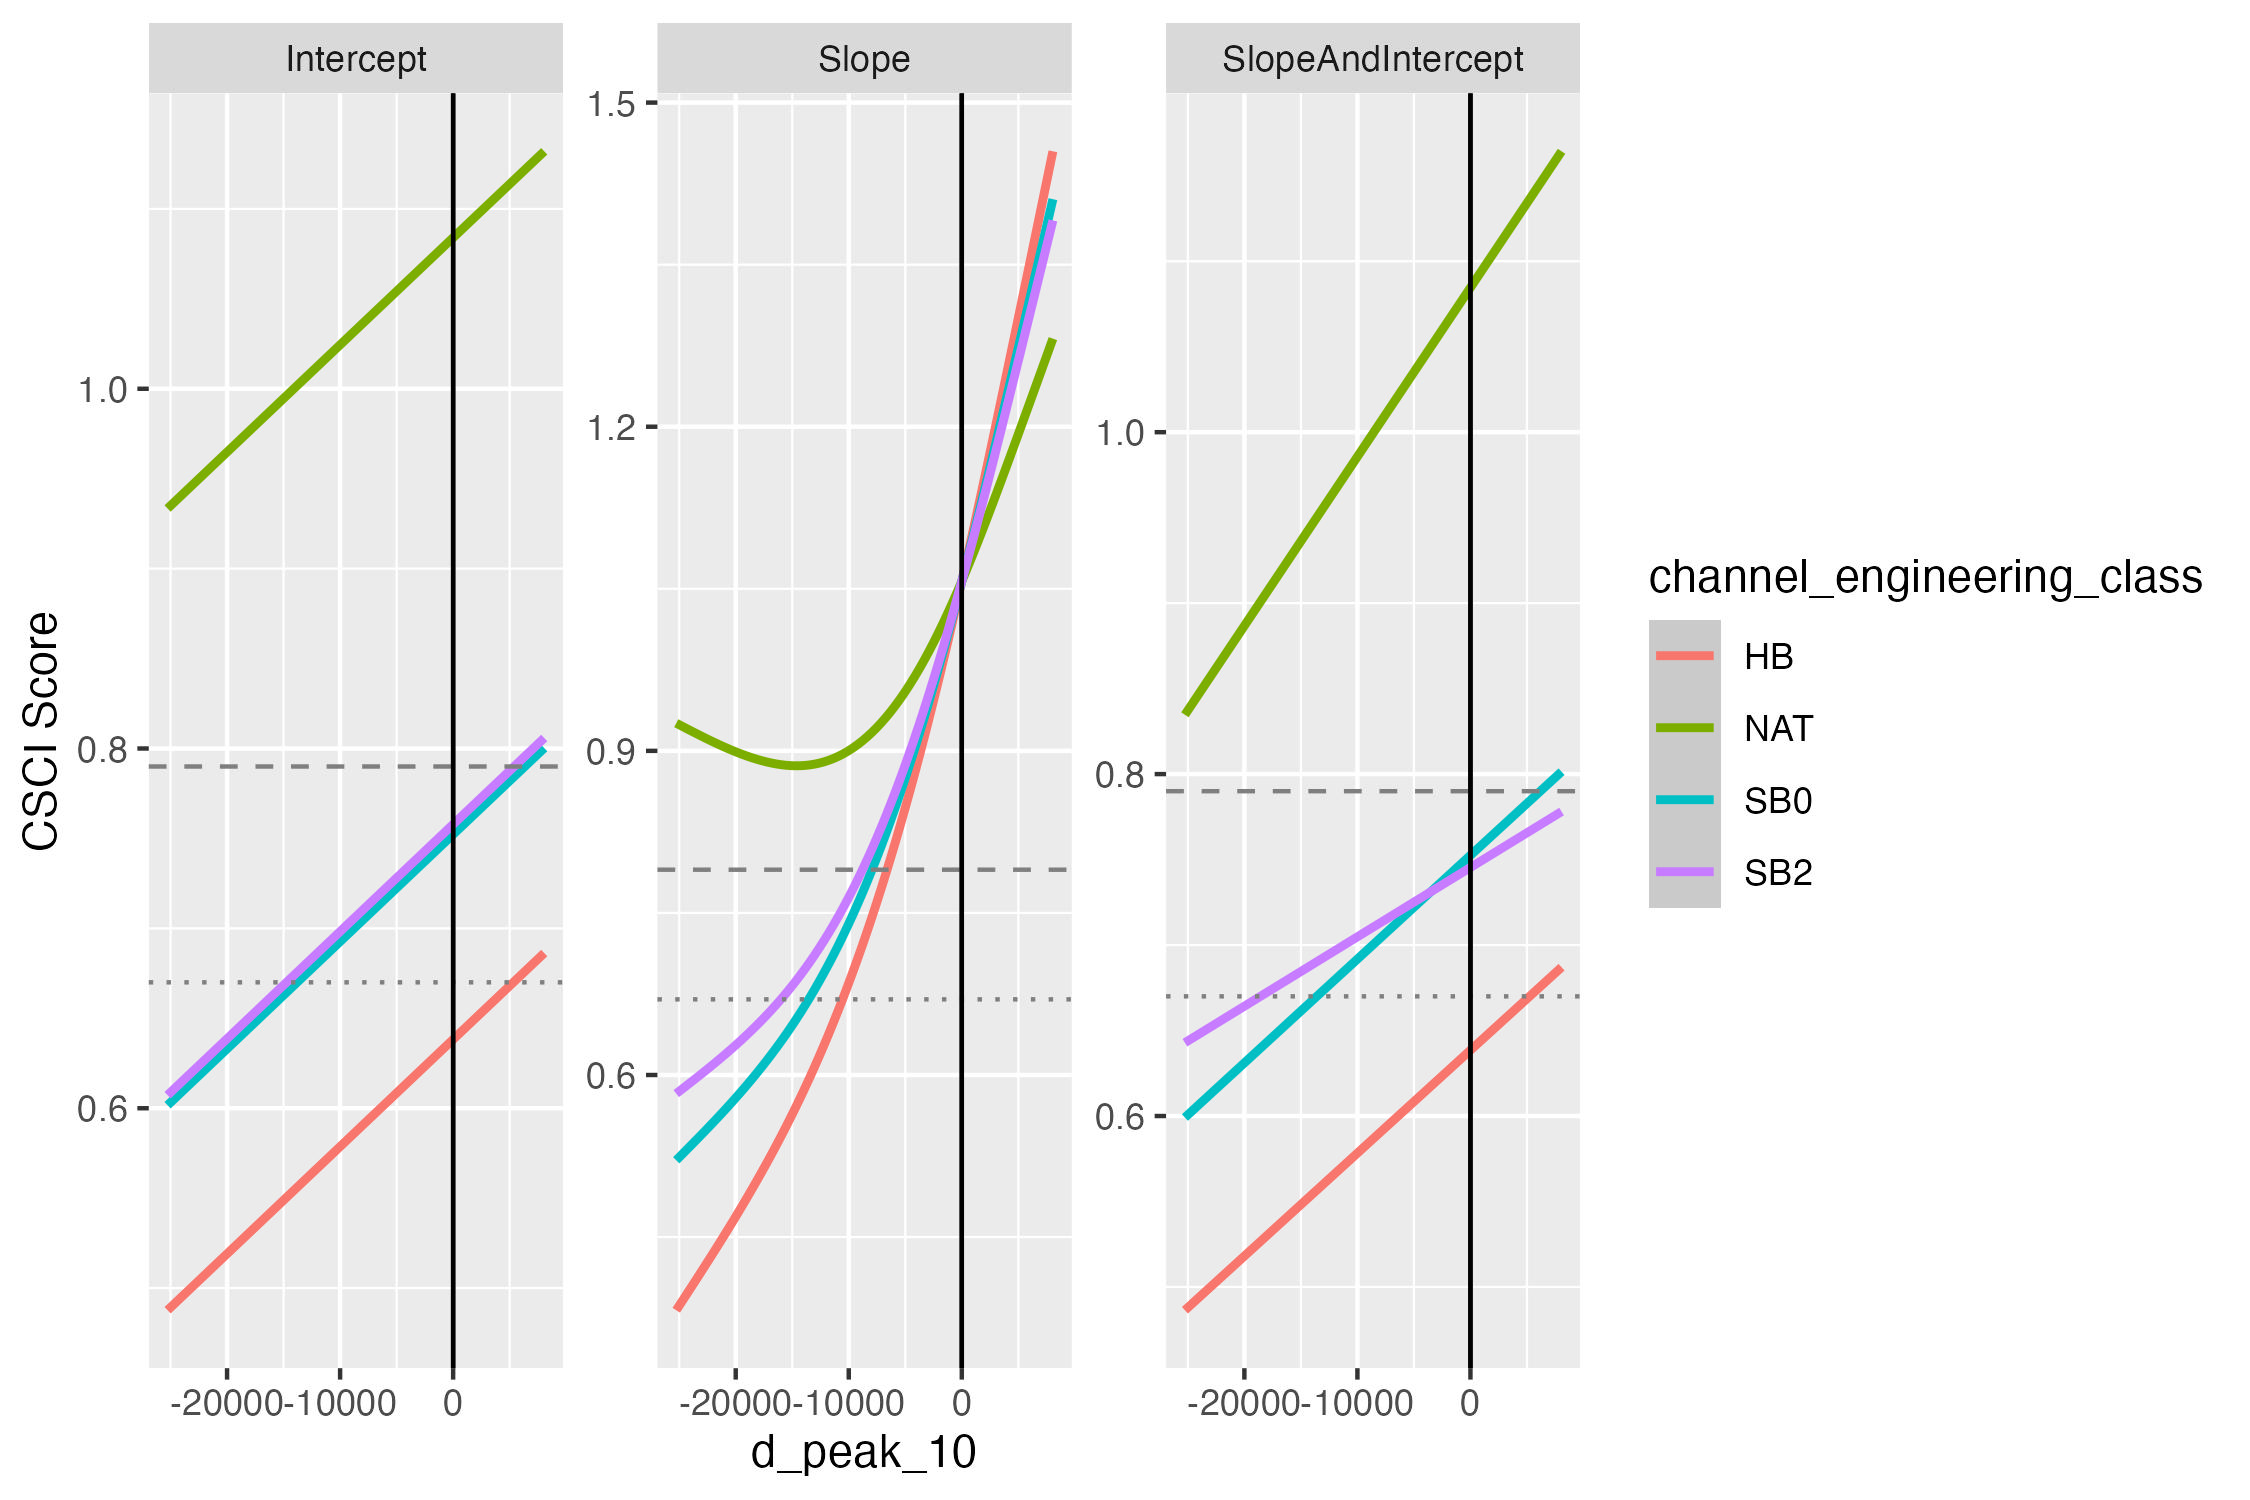 Intercept
Slope
SlopeAndIntercept
CSCI Score
1.0
0.8
0.6
1.5
1.2
0.9
0.6
1.0
0.8
0.6
-20000 -10000 0
-20000 -10000 0
-20000 -10000 0
d_peak_10
channel_engineering_class
HB
NAT
SB0
SB2